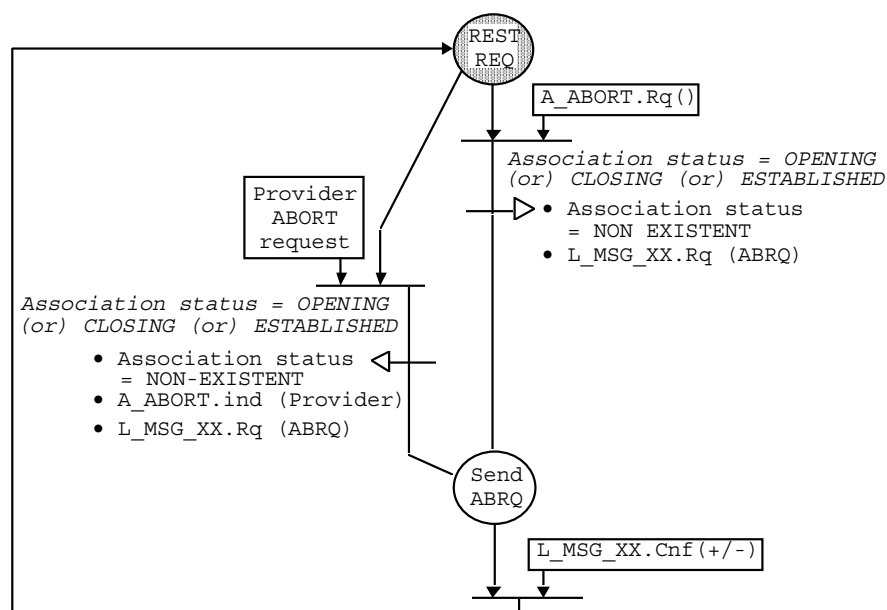 REST
REQ
A_ABORT.Rq()
Association status = OPENING
(or) CLOSING (or) ESTABLISHED
Provider
ABORT
request
• Association status
= NON EXISTENT
• L_MSG_XX.Rq (ABRQ)
Association status = OPENING
(or) CLOSING (or) ESTABLISHED
• Association status
= NON-EXISTENT
• A_ABORT.ind (Provider)
• L_MSG_XX.Rq (ABRQ)
Send
ABRQ
L_MSG_XX.Cnf(+/-)